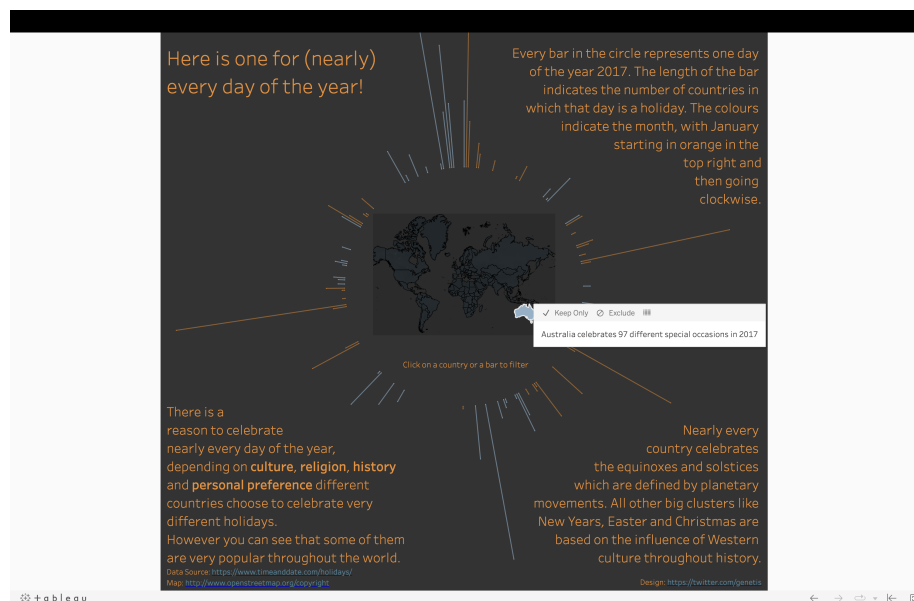 Here is one for (nearly)
every day of the year!
Every bar in the circle represents one day
of the year 2017. The length of the bar
indicates the number of countries in
which that day is a holiday. The colours
indicate the month, with January
starting in orange in the
top right and
then going
clockwise.
Keep Only Exclude
Australia celebrates 97 different special occasions in 2017
Click on a country or a bar to filter
There is a
reason to celebrate
nearly every day of the year,
depending on culture, religion, history
and personal preference different
countries choose to celebrate very
different holidays.
However you can see that some of them
are very popular throughout the world.
Data Source: https://www.timeanddate.com/holidays/
Map: http://www.openstreetmap.org/copyright
Nearly every
country celebrates
the equinoxes and solstices
which are defined by planetary
movements. All other big clusters like
New Years, Easter and Christmas are
based on the influence of Western
culture throughout history.
Design: https://twitter.com/genetis
+ableau